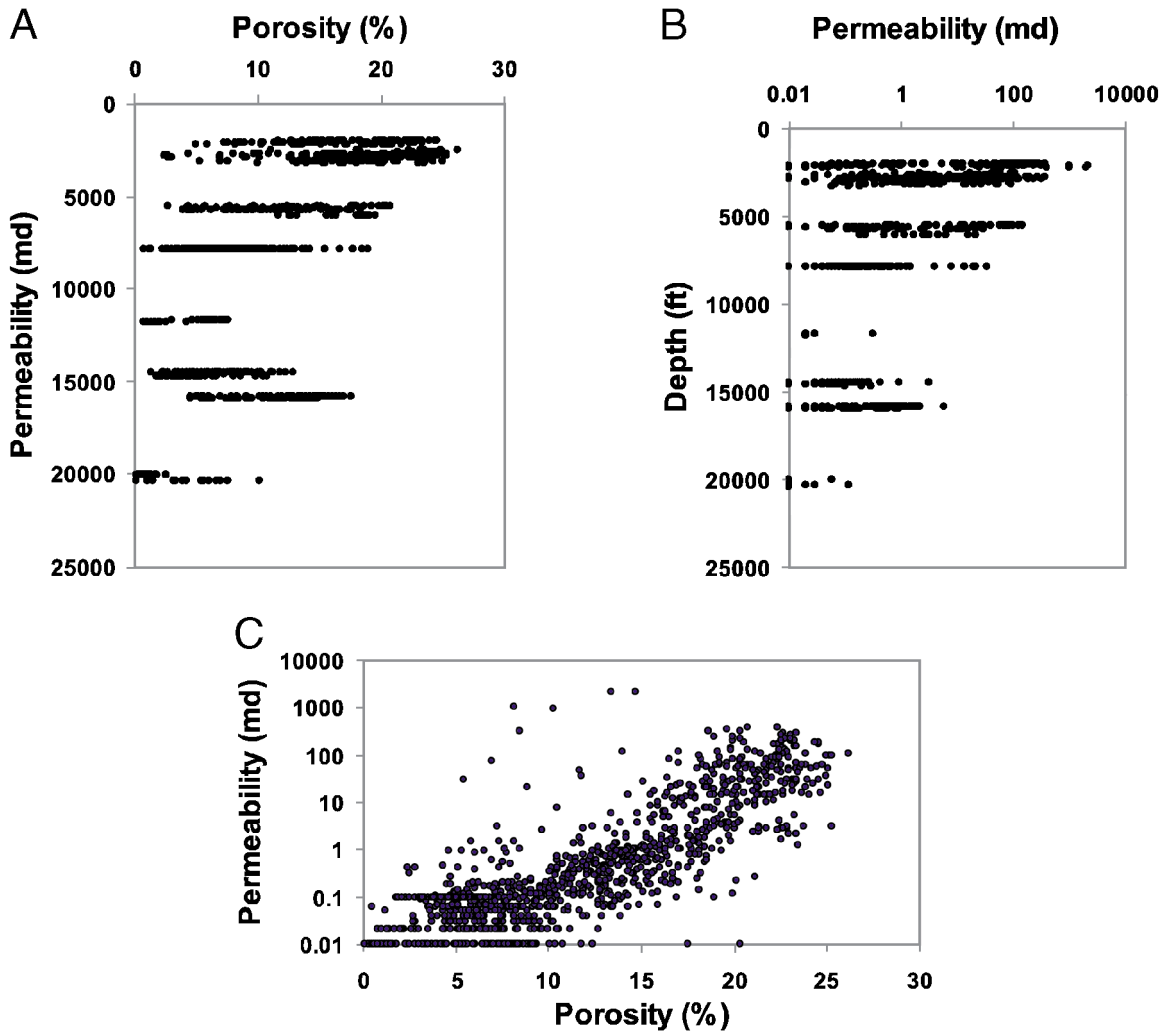 A
Porosity (%)
0 10 20 30
0
5000
10000
15000
20000
25000
Permeability (md)
B
Permeability (md)
0.01 1 100 10000
0
5000
10000
15000
20000
25000
Depth (ft)
C
10000
1000
100
10
1
0.1
0.01
Permeability (md)
0 5 10 15 20 25 30
Porosity (%)